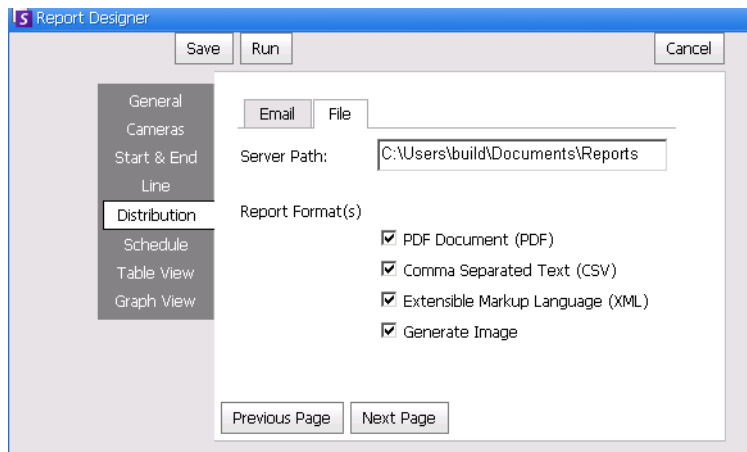 S Report Designer
Save Run Cancel
General
Cameras
Start & End
Line
Distribution
Schedule
Table View
Graph View
Email File
Server Path: C:\Users\build\Documents\Reports
Report Format(s)
PDF Document (PDF)
Comma Separated Text (CSV)
Extensible Markup Language (XML)
Generate Image
Previous Page Next Page